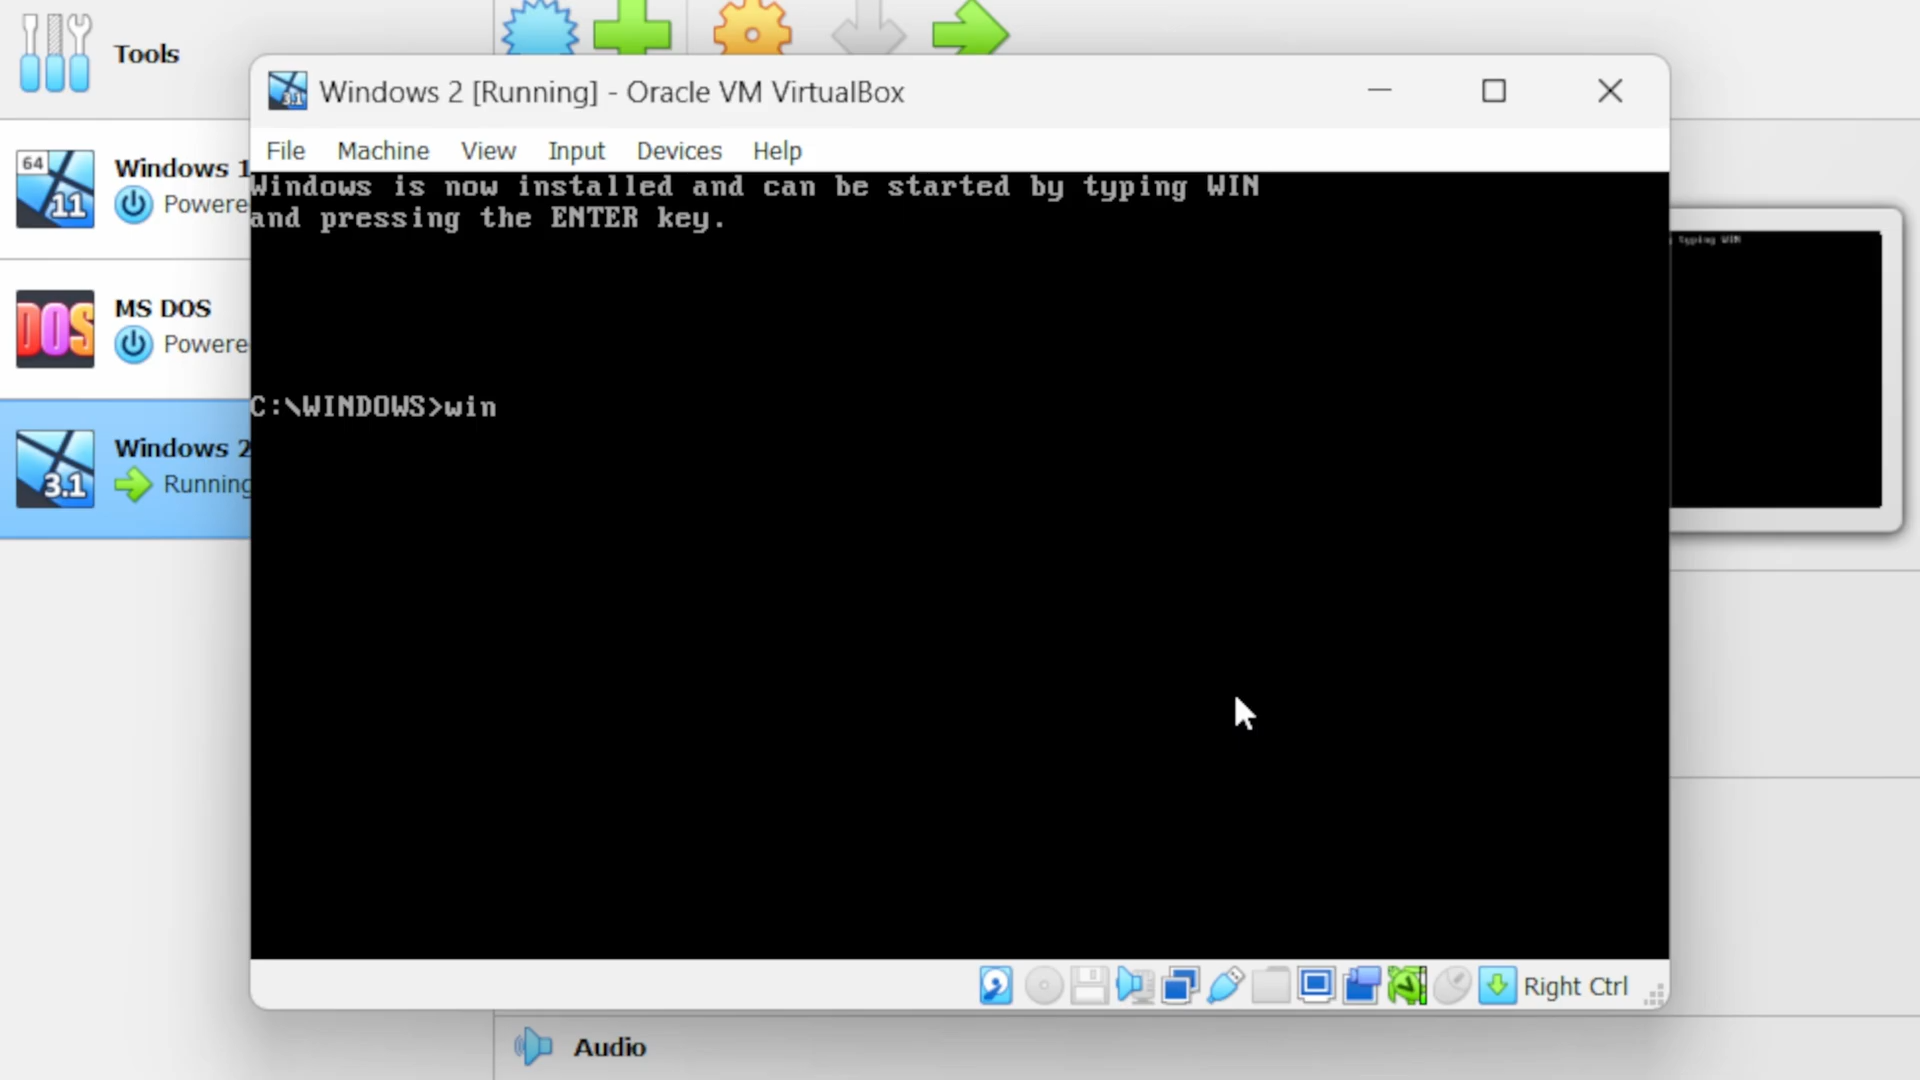 Tools
Windows 2 [Running] - Oracle VM VirtualBox
File Machine View Input Devices Help
64
11
Windows 1
Powere
DOS
MS DOS
Powere
3.1
Windows 2
Running
Windows is now installed and can be started by typing WIN
and pressing the ENTER key.
C:\WINDOWS>win
typing WIN
Right Ctrl
Audio